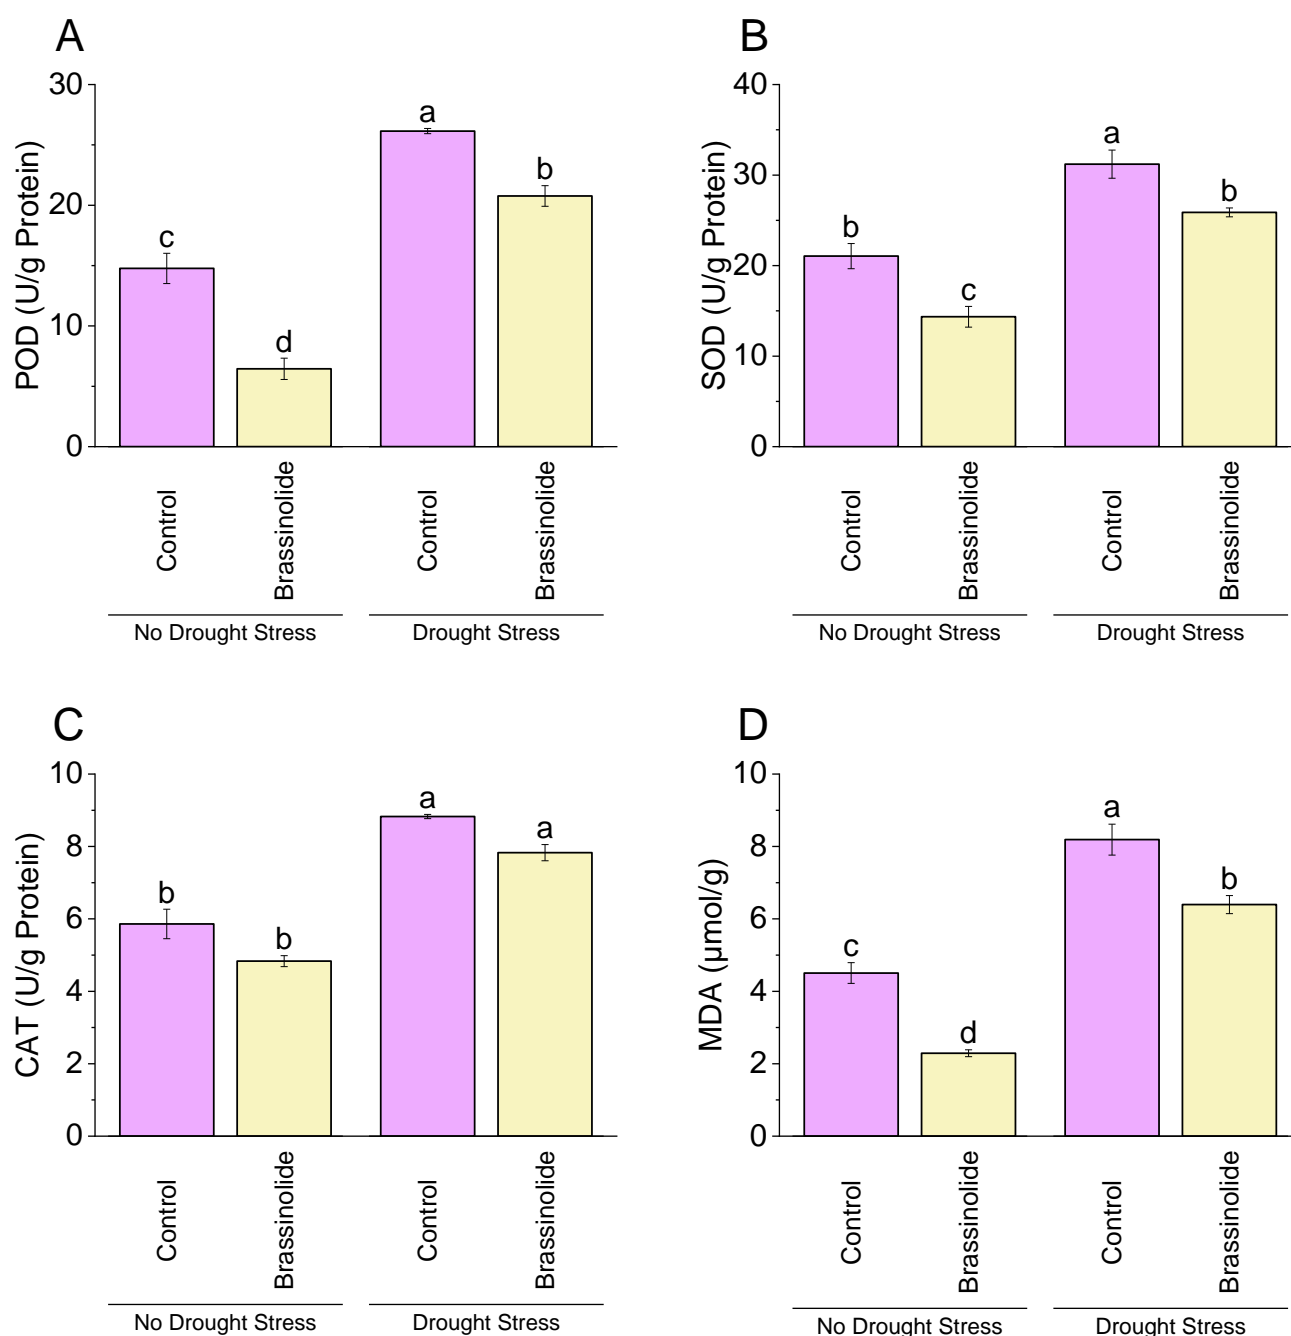 A
POD (U/g Protein)
30
20
10
0
c
d
a
b
Control
Brassinolide
Control
Brassinolide
No Drought Stress
Drought Stress
B
SOD (U/g Protein)
40
30
20
10
0
b
c
a
b
Control
Brassinolide
Control
Brassinolide
No Drought Stress
Drought Stress
C
CAT (U/g Protein)
10
8
6
4
2
0
b
b
a
a
Control
Brassinolide
Control
Brassinolide
No Drought Stress
Drought Stress
D
MDA (μmol/g)
10
8
6
4
2
0
c
d
a
b
Control
Brassinolide
Control
Brassinolide
No Drought Stress
Drought Stress